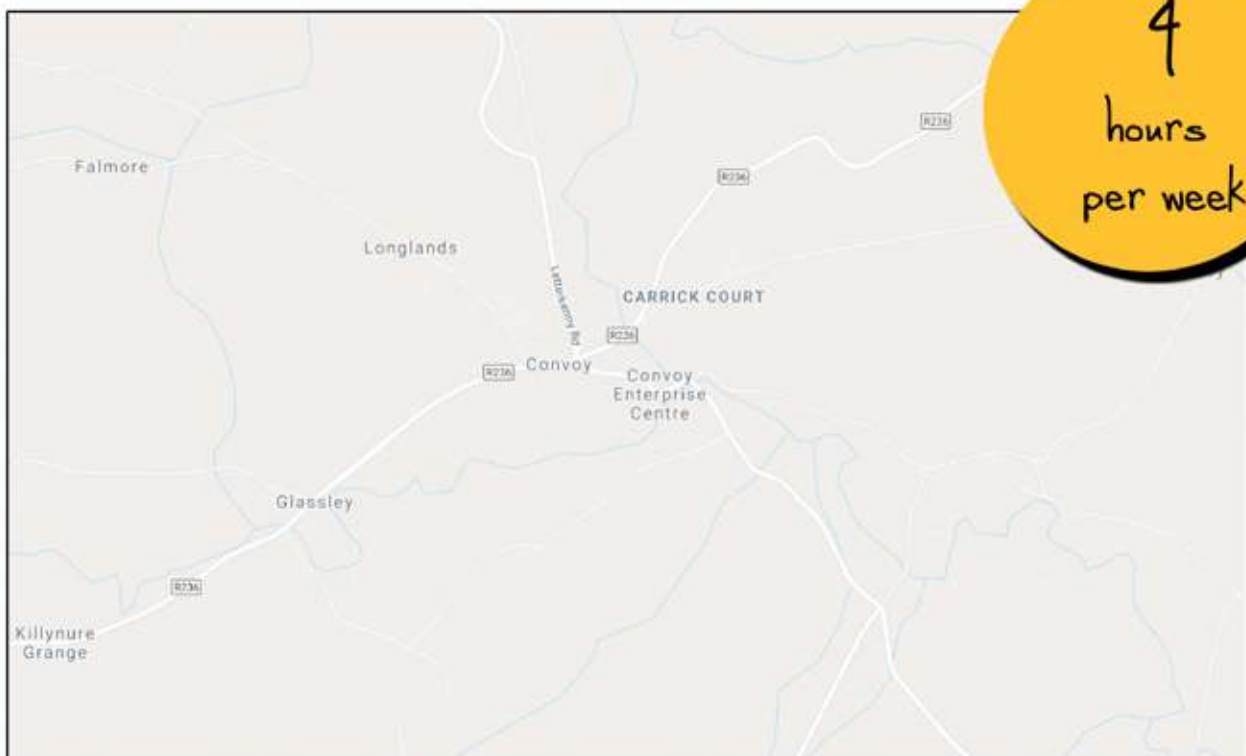 4
hours
per week
R236
Falmore
R236
Longlands
Letterkenny Rd
CARRICK COURT
R236
Convoy
R236
Convoy
Enterprise
Centre
Glassley
R236
Killynure
Grange